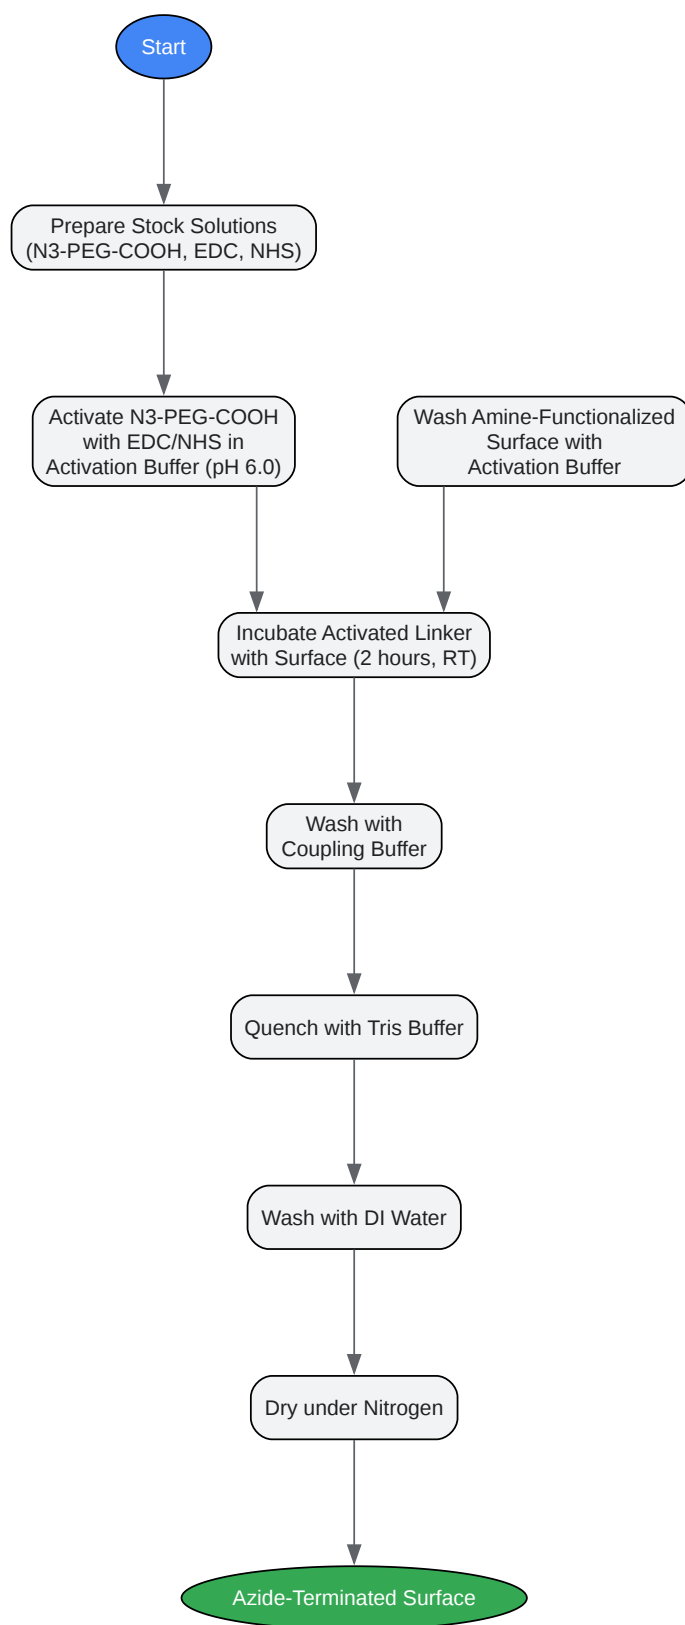 Start
Prepare Stock Solutions
(N3-PEG-COOH, EDC, NHS)
Activate N3-PEG-COOH
with EDC/NHS in
Activation Buffer (pH 6.0)
Wash Amine-Functionalized
Surface with
Activation Buffer
Incubate Activated Linker
with Surface (2 hours, RT)
Wash with
Coupling Buffer
Quench with Tris Buffer
Wash with DI Water
Dry under Nitrogen
Azide-Terminated Surface